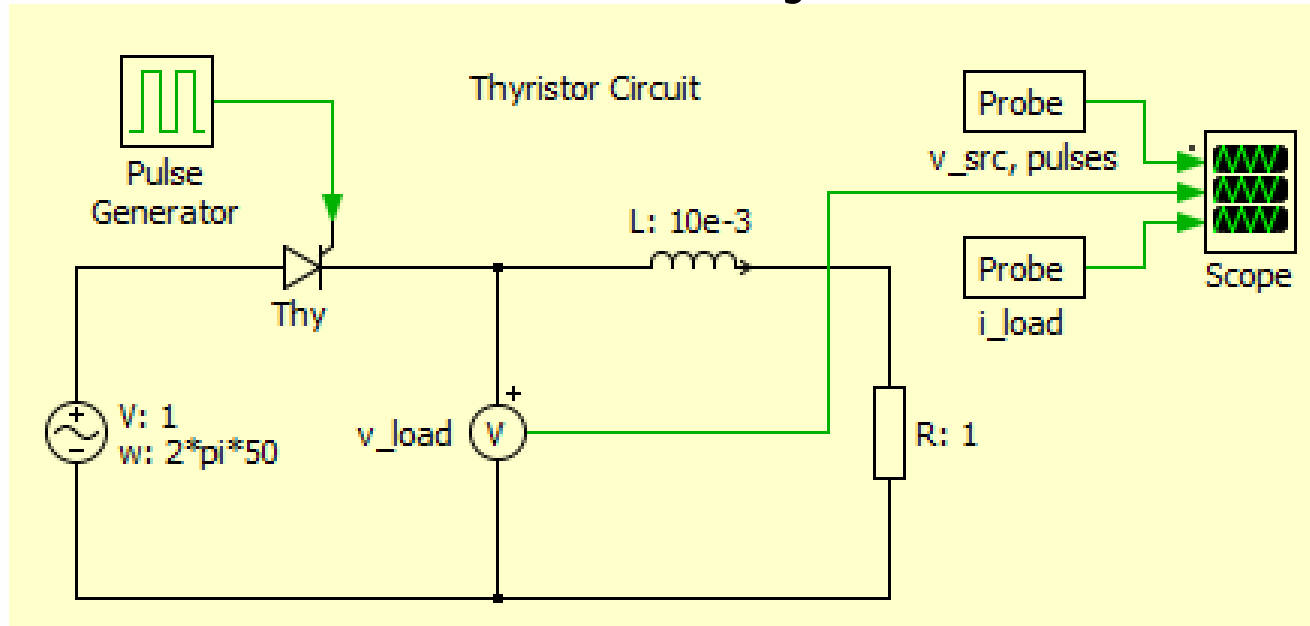 Thyristor Circuit
Probe
Pulse
Generator
v_src, pulses
L: 10e-3
Probe
Scope
Thy
i_load
V: 1
w: 2*pi*50
v_load
V
R: 1